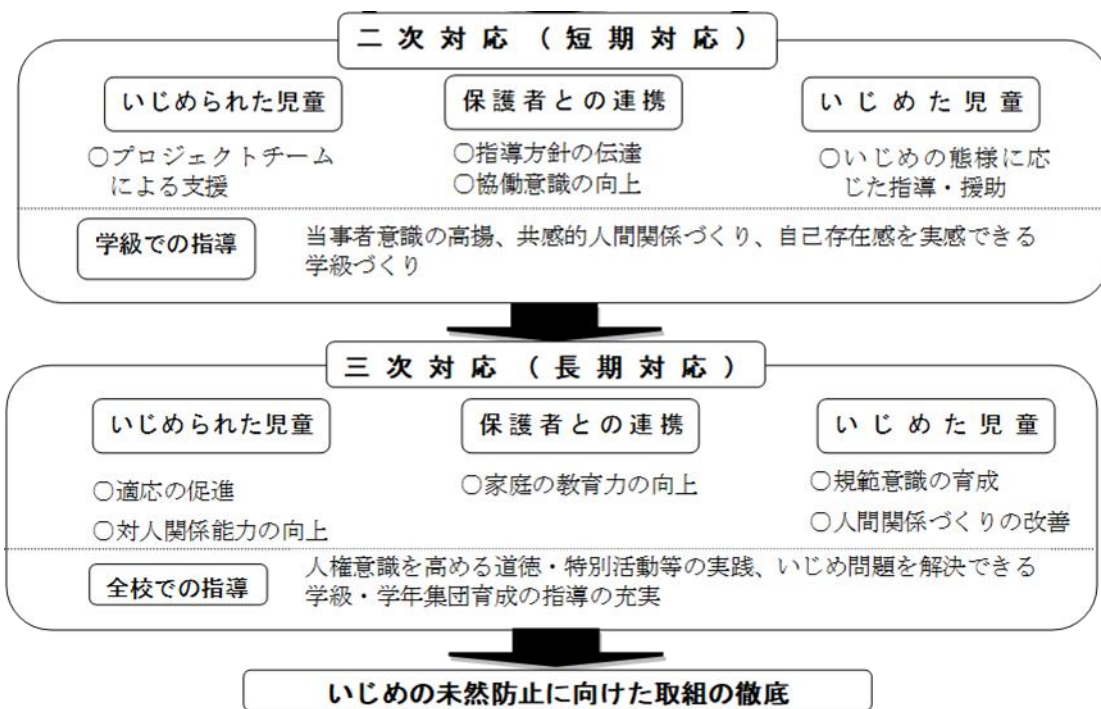 二次対応（短期対応）
いじめられた児童
保護者との連携
いじめた児童
○プロジェクトチーム
による支援
○指導方針の伝達
○協働意識の向上
○いじめの態様に応
じた指導・援助
学級での指導
当事者意識の高揚、共感的人間関係づくり、自己存在感を実感できる
学級づくり
三次対応（長期対応）
いじめられた児童
保護者との連携
いじめた児童
○適応の促進
○対人関係能力の向上
○家庭の教育力の向上
○規範意識の育成
○人間関係づくりの改善
全校での指導
人権意識を高める道徳・特別活動等の実践、いじめ問題を解決できる
学級・学年集団育成の指導の充実
いじめの未然防止に向けた取組の徹底